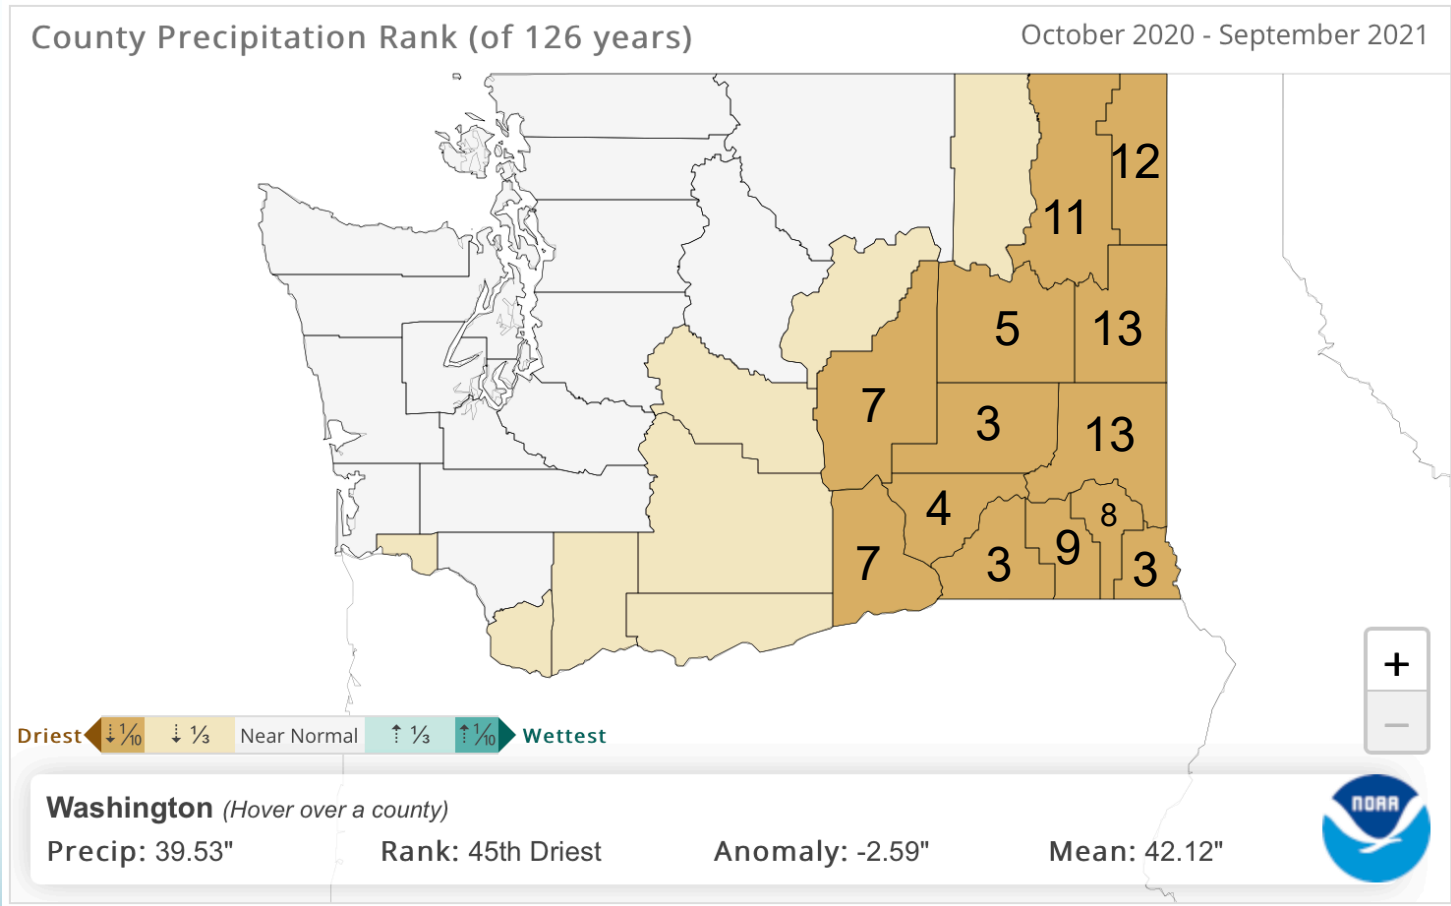 County Precipitation Rank (of 126 years)
October 2020 - September 2021
12
11
5
13
7
3
13
4
8
7
3
9
3
+
−
Driest ⇣ 1/10 ⇣ 1/3 Near Normal ⇡ 1/3 ⇡ 1/10 Wettest
Washington (Hover over a county)
Precip: 39.53" Rank: 45th Driest Anomaly: -2.59" Mean: 42.12"
NOAA